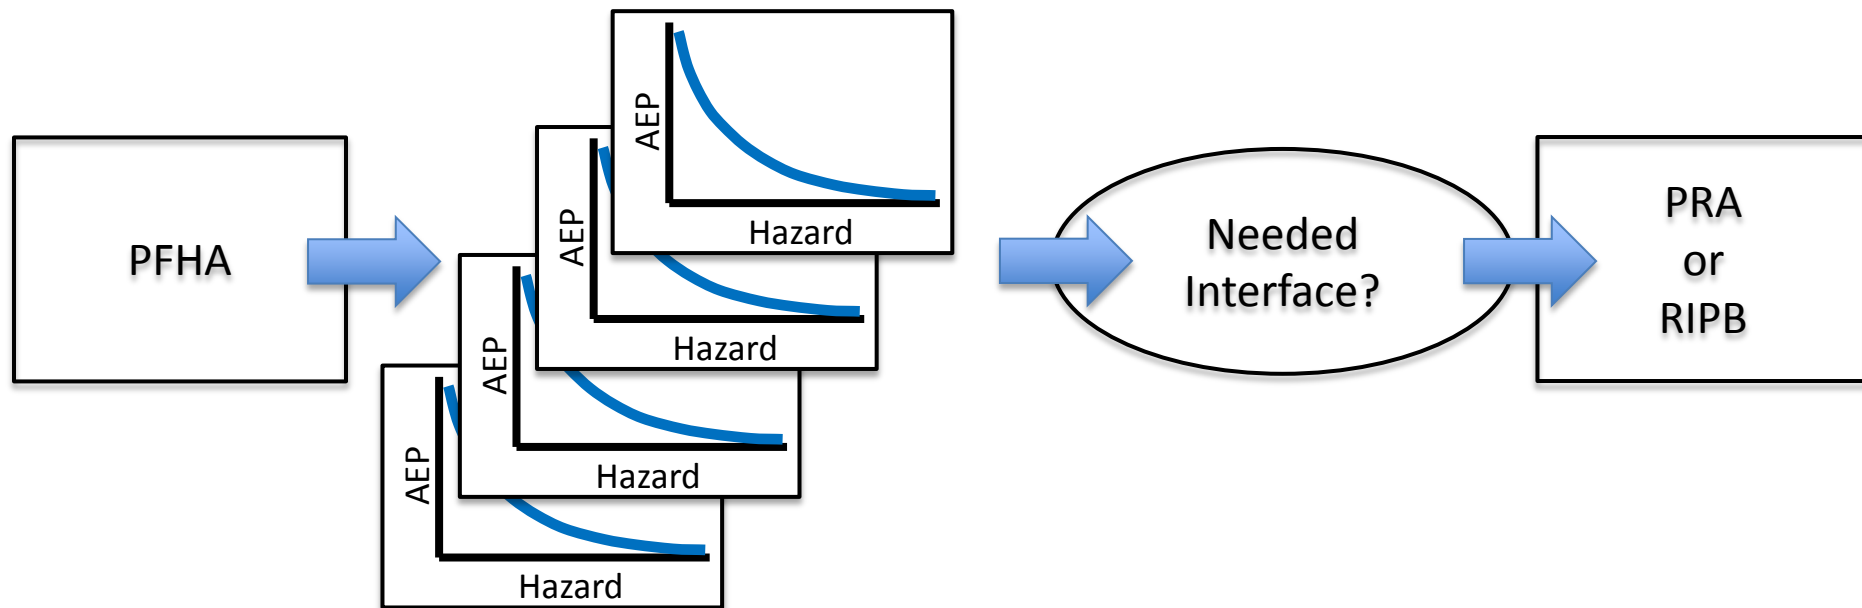 PFHA
AEP
Hazard
AEP
Hazard
AEP
Hazard
AEP
Hazard
Needed
Interface?
PRA
or
RIPB